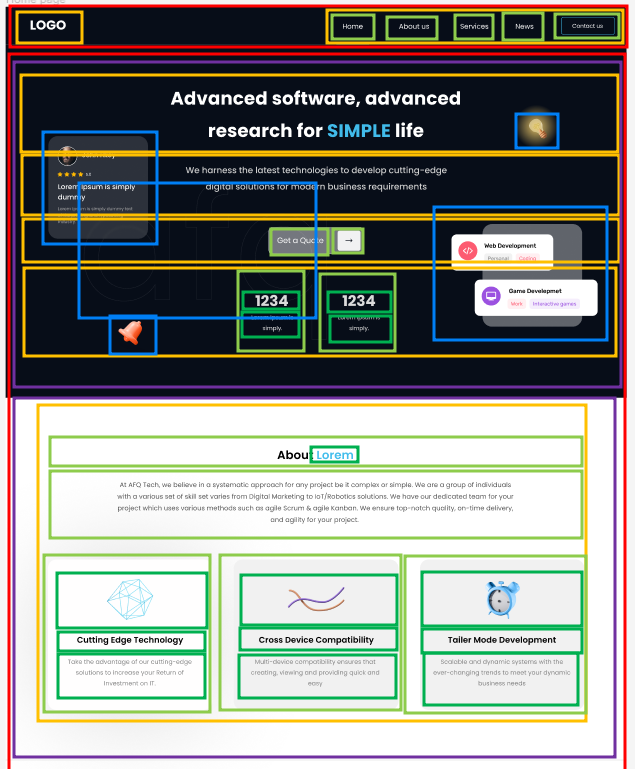 Home page
LOGO
Home
About us
Services
News
Contact us
Advanced software, advanced
research for SIMPLE life
5.0
Lorem Ipsum is simply
dummy
Lorem Ipsum is simply dummy text
We harness the latest technologies to develop cutting-edge
digital solutions for modern business requirements
Get a Quote
→
Web Development
Personal
Coding
Game Developmet
Work
Interactive games
1234
Lorem Ipsum is
simply.
1234
Lorem Ipsum is
simply.
About Lorem
At AFQ Tech, we believe in a systematic approach for any project be it complex or simple. We are a group of individuals
with a various set of skill set varies from Digital Marketing to IoT/Robotics solutions. We have our dedicated team for your
project which uses various methods such as agile Scrum & agile Kanban. We ensure top-notch quality, on-time delivery,
and agility for your project.
Cutting Edge Technology
Take the advantage of our cutting-edge
solutions to increase your Return of
Investment on IT.
Cross Device Compatibility
Multi-device compatibility ensures that
creating, viewing and providing quick and
easy
Tailer Mode Development
Scalable and dynamic systems with the
ever-changing trends to meet your dynamic
business needs